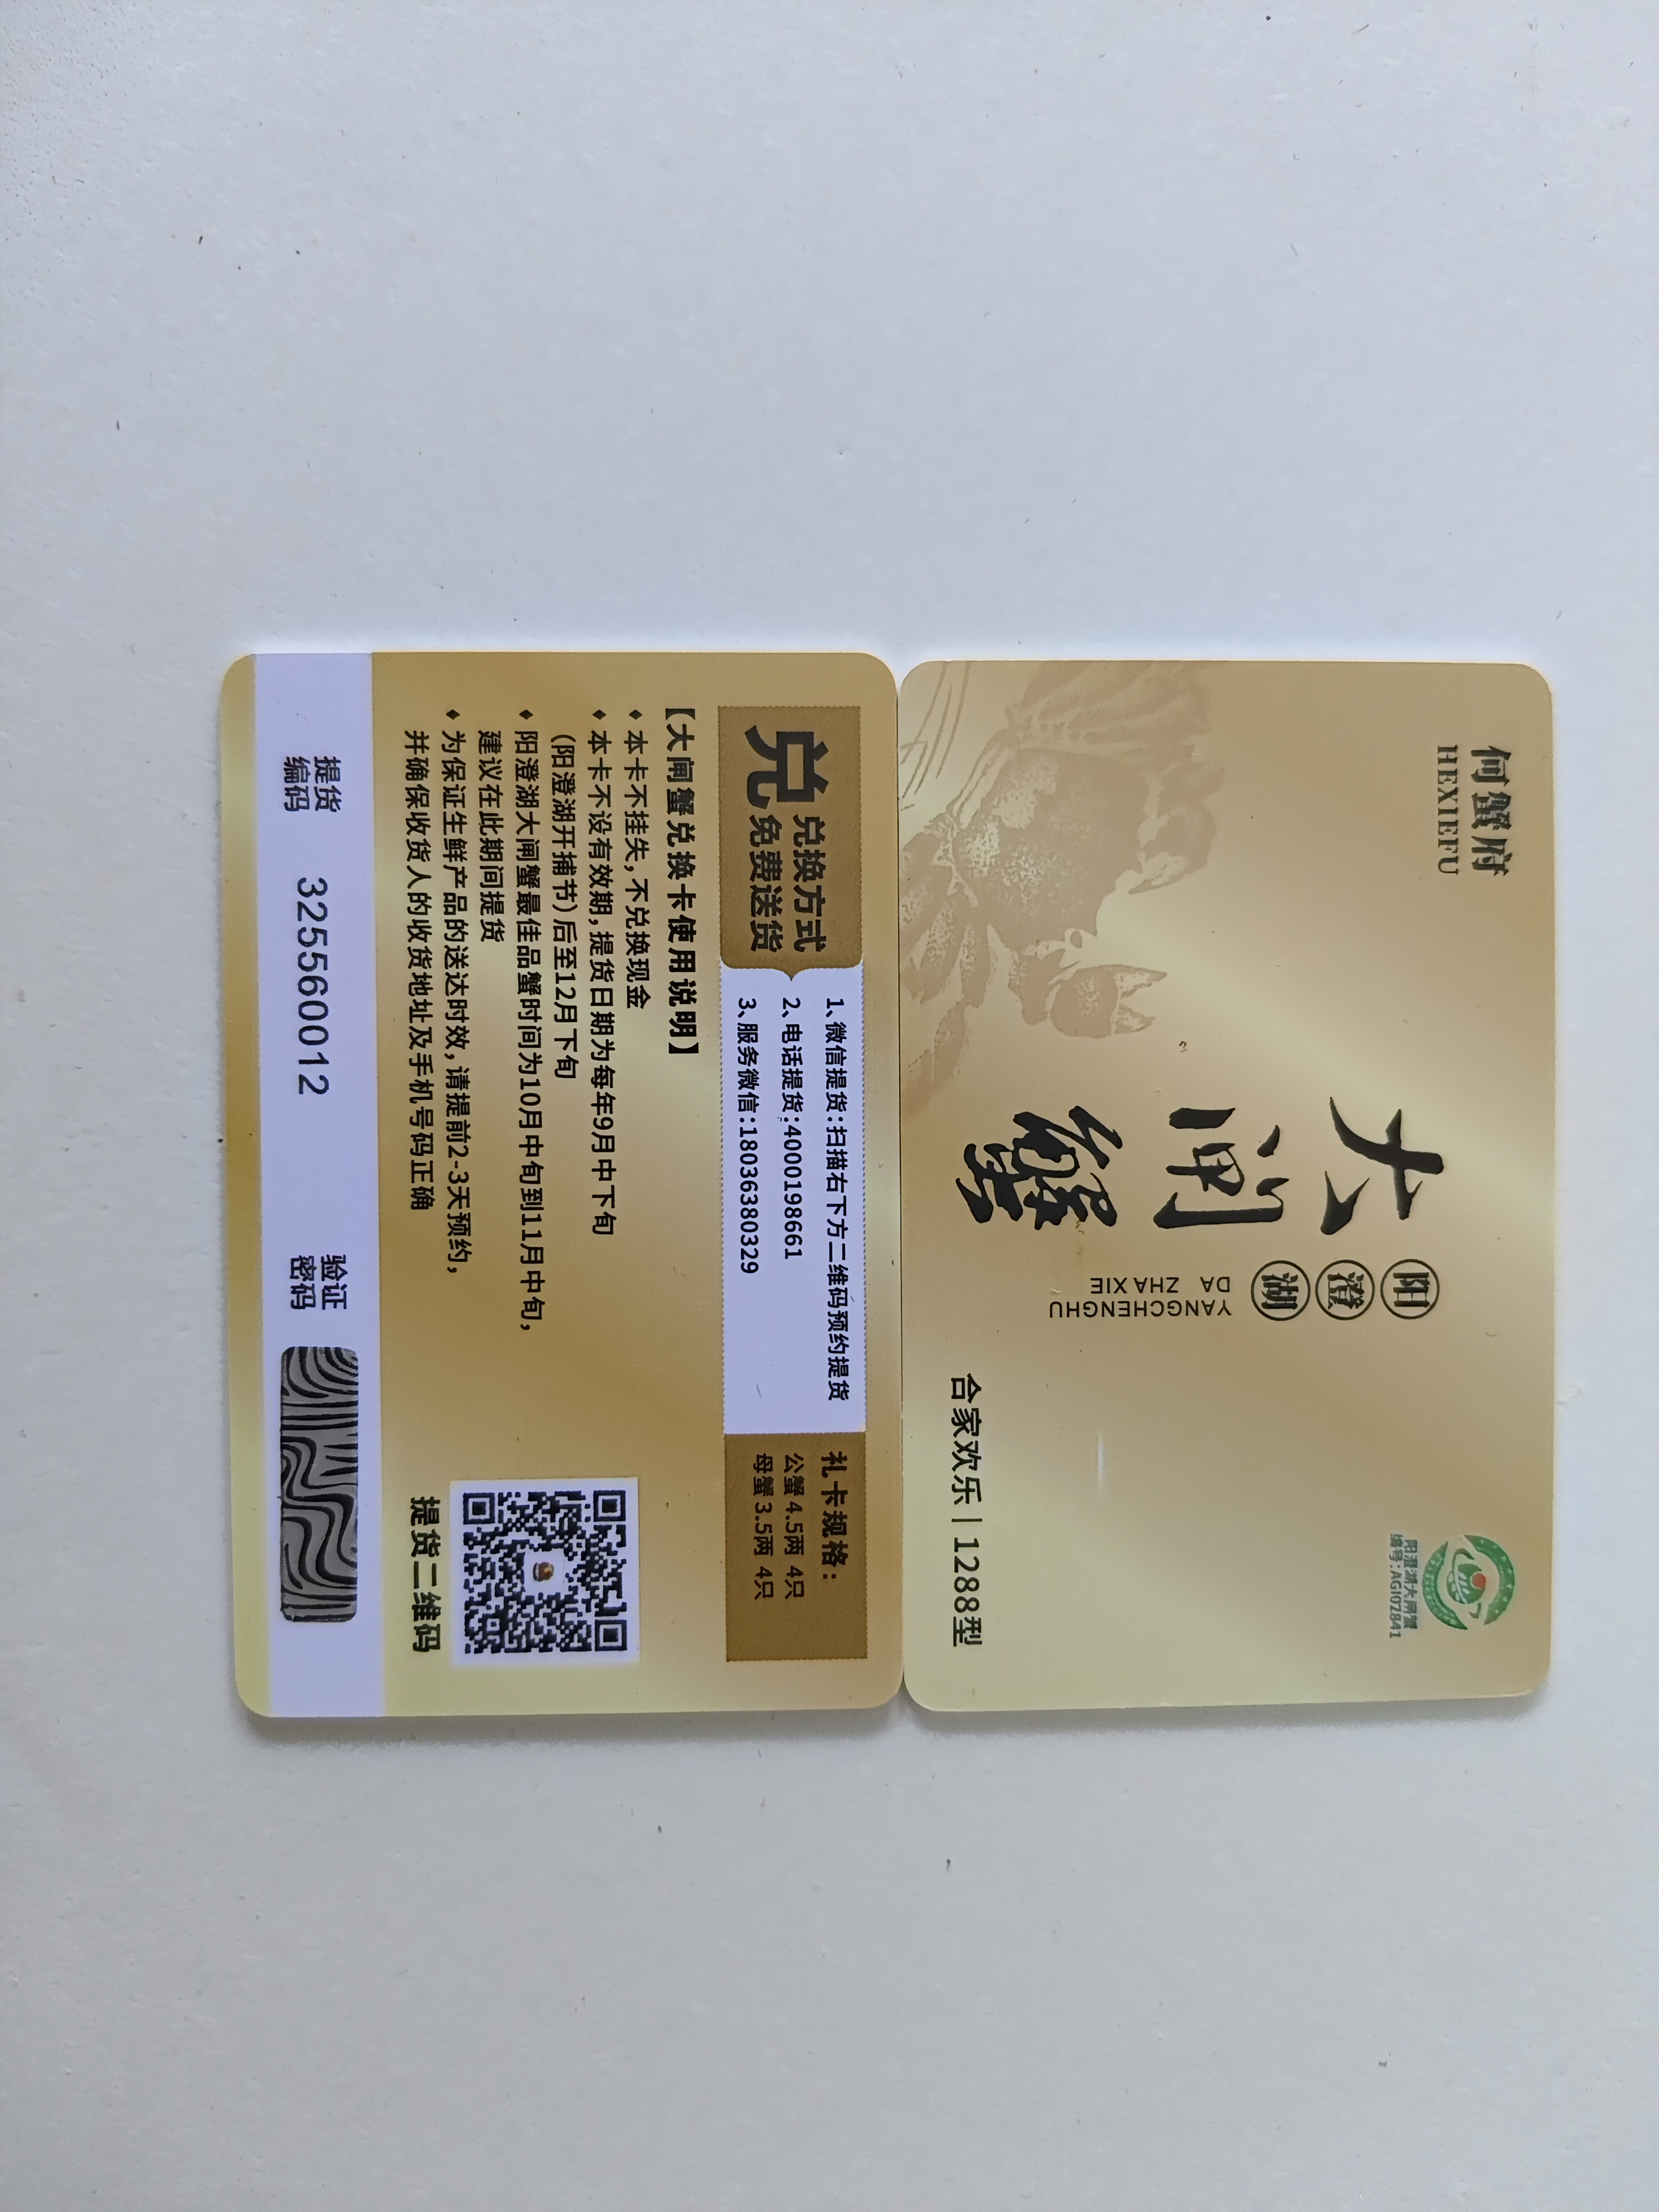 何蟹府
HEXIEFU
阳澄湖大闸蟹
编号:AGI07841
大闸蟹
阳澄湖
YANGCHENGHU
DA ZHA XIE
合家欢乐|1288型
兑 兑换方式
免费送货
1、微信提货:扫描右下方二维码预约提货
2、电话提货:4000198661
3、服务微信:18036380329
礼卡规格:
公蟹 4.5两 4只
母蟹 3.5两 4只
【大闸蟹兑换卡使用说明】
♦ 本卡不挂失,不兑换现金
♦ 本卡不设有效期,提货日期为每年9月中下旬
(阳澄湖开捕节)后至12月下旬
♦ 阳澄湖大闸蟹最佳品蟹时间为10月中旬到11月中旬,
建议在此期间提货
♦ 为保证生鲜产品的送达时效,请提前2-3天预约,
并确保收货人的收货地址及手机号码正确
提货二维码
提货
编码 325560012
验证
密码